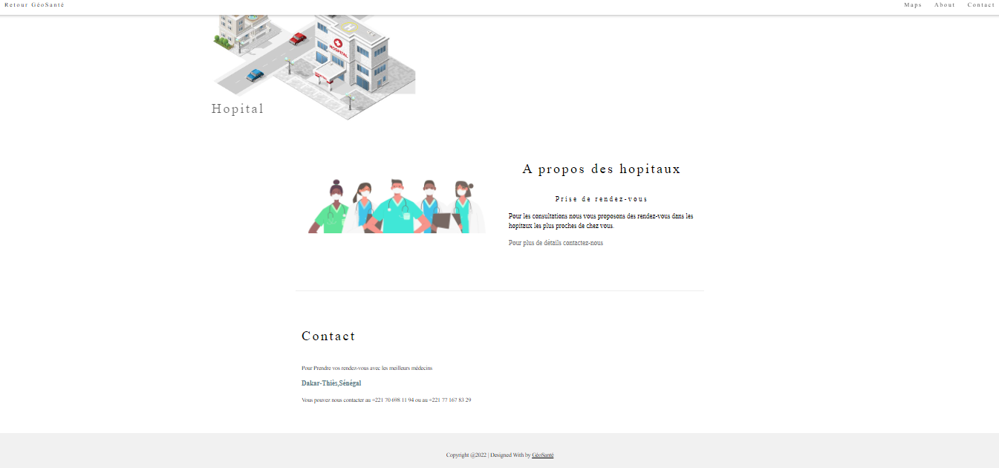 Retour GéoSanté
Maps About Contact
H
HOSPITAL
Hopital
A propos des hopitaux
Prise de rendez-vous
Pour les consultations nous vous proposons des rendez-vous dans les
hopitaux les plus proches de chez vous.
Pour plus de détails contactez-nous
Contact
Pour Prendre vos rendez-vous avec les meilleurs médecins
Dakar-Thiès,Sénégal
Vous pouvez nous contacter au +221 70 698 11 94 ou au +221 77 167 83 29
Copyright @2022 | Designed With by GéoSanté